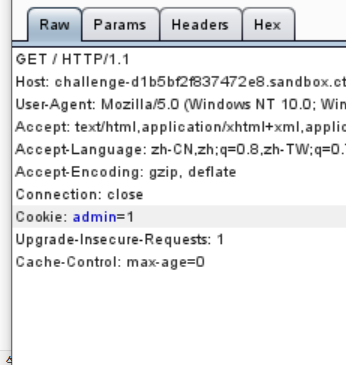 Raw Params Headers Hex
GET / HTTP/1.1
Host: challenge-d1b5bf2f837472e8.sandbox.ct
User-Agent: Mozilla/5.0 (Windows NT 10.0; Win
Accept: text/html,application/xhtml+xml,applic
Accept-Language: zh-CN,zh;q=0.8,zh-TW;q=0.
Accept-Encoding: gzip, deflate
Connection: close
Cookie: admin=1
Upgrade-Insecure-Requests: 1
Cache-Control: max-age=0